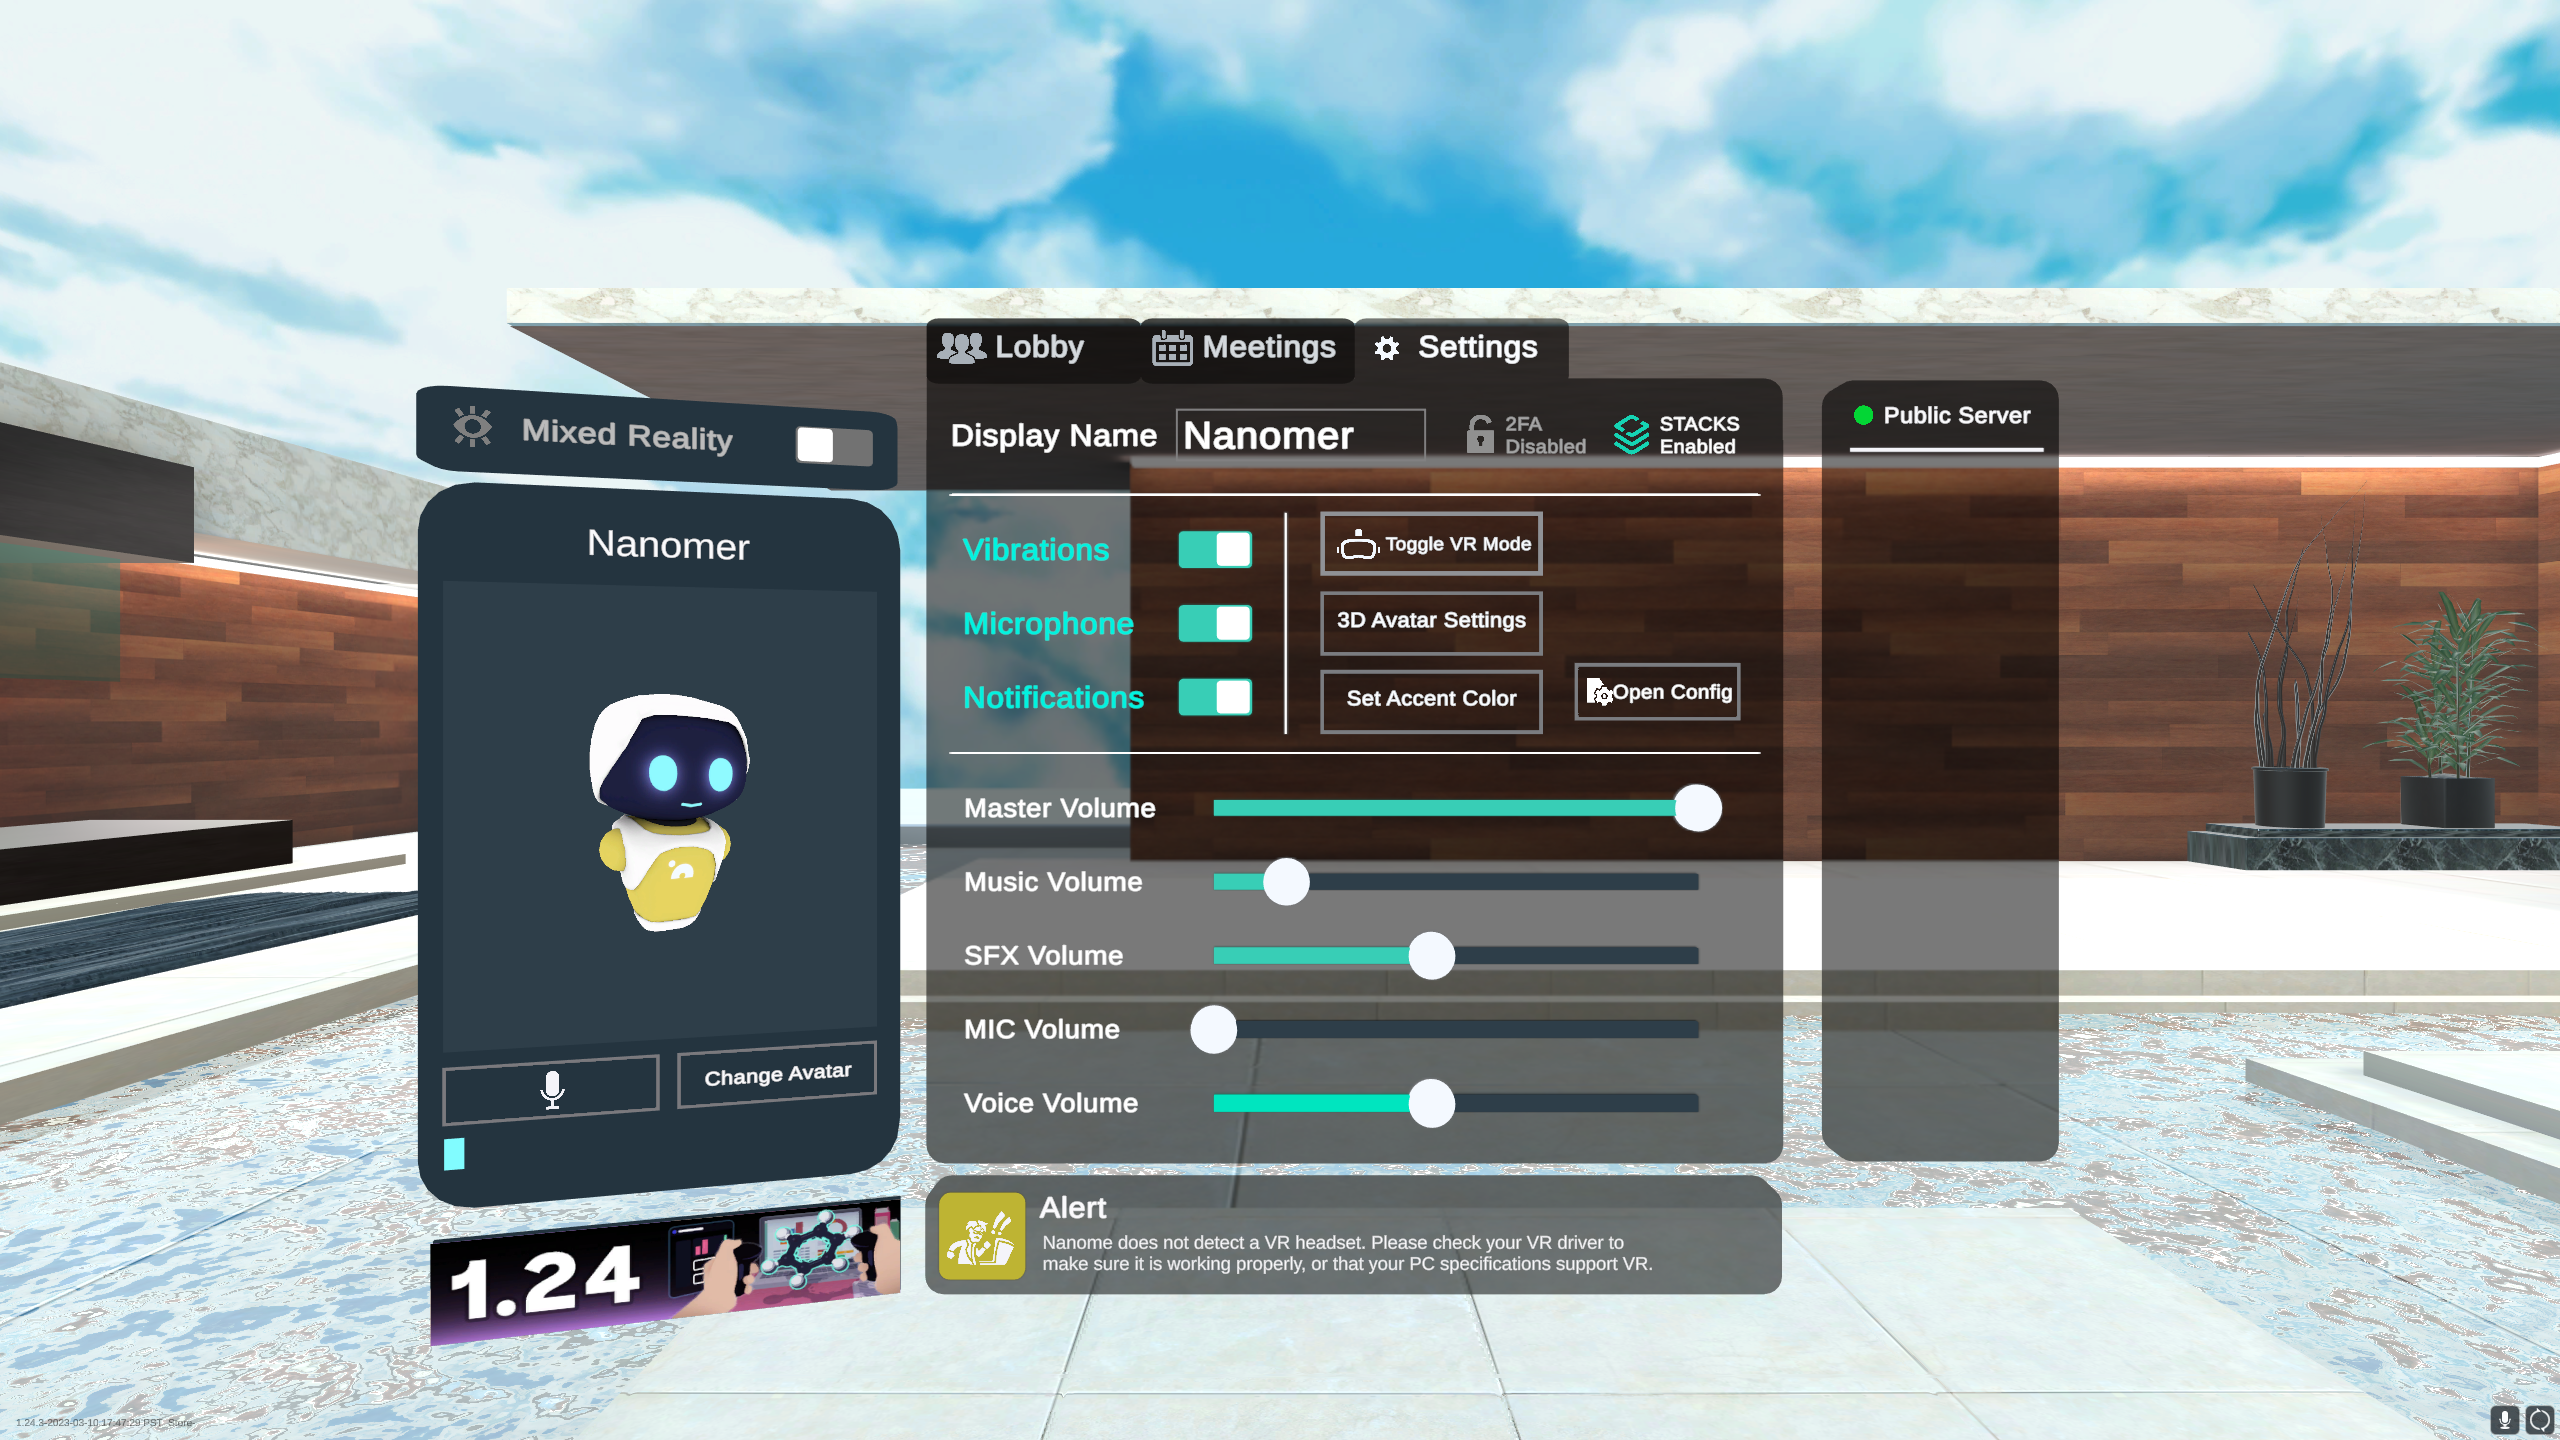 Lobby
Meetings
Settings
Mixed Reality
Display Name
Nanomer
2FA
Disabled
STACKS
Enabled
Public Server
Nanomer
Vibrations
Toggle VR Mode
Microphone
3D Avatar Settings
Notifications
Set Accent Color
Open Config
Master Volume
Music Volume
SFX Volume
MIC Volume
Voice Volume
Change Avatar
1.24
Alert
Nanome does not detect a VR headset. Please check your VR driver to
make sure it is working properly, or that your PC specifications support VR.
1.24.3-2023-03-10,17:47:29 PST, Store-